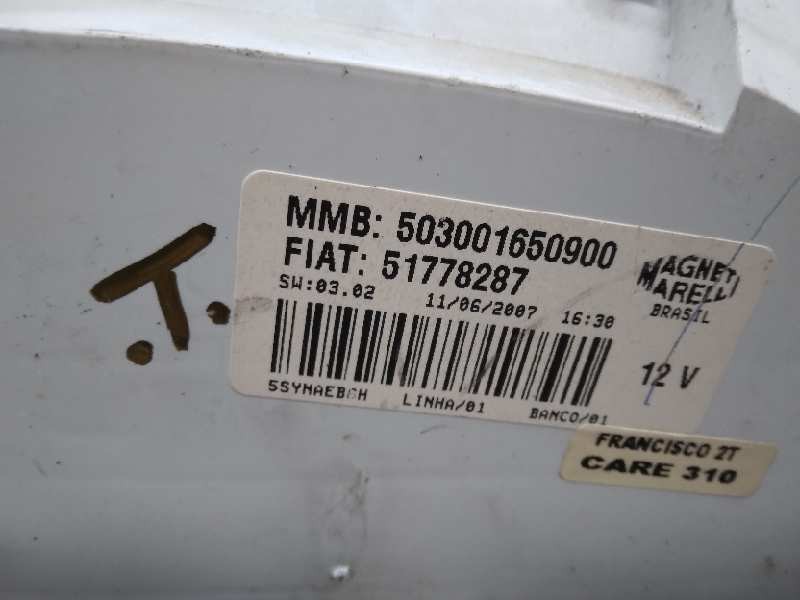 MMB: 503001650900
FIAT: 51778287
SW:03.02 11/06/2007 16:30
MAGNETI
MARELLI
BRASIL
12 V
LINHA/01 BANCO/01
FRANCISCO 2T
CARE 310
.T.